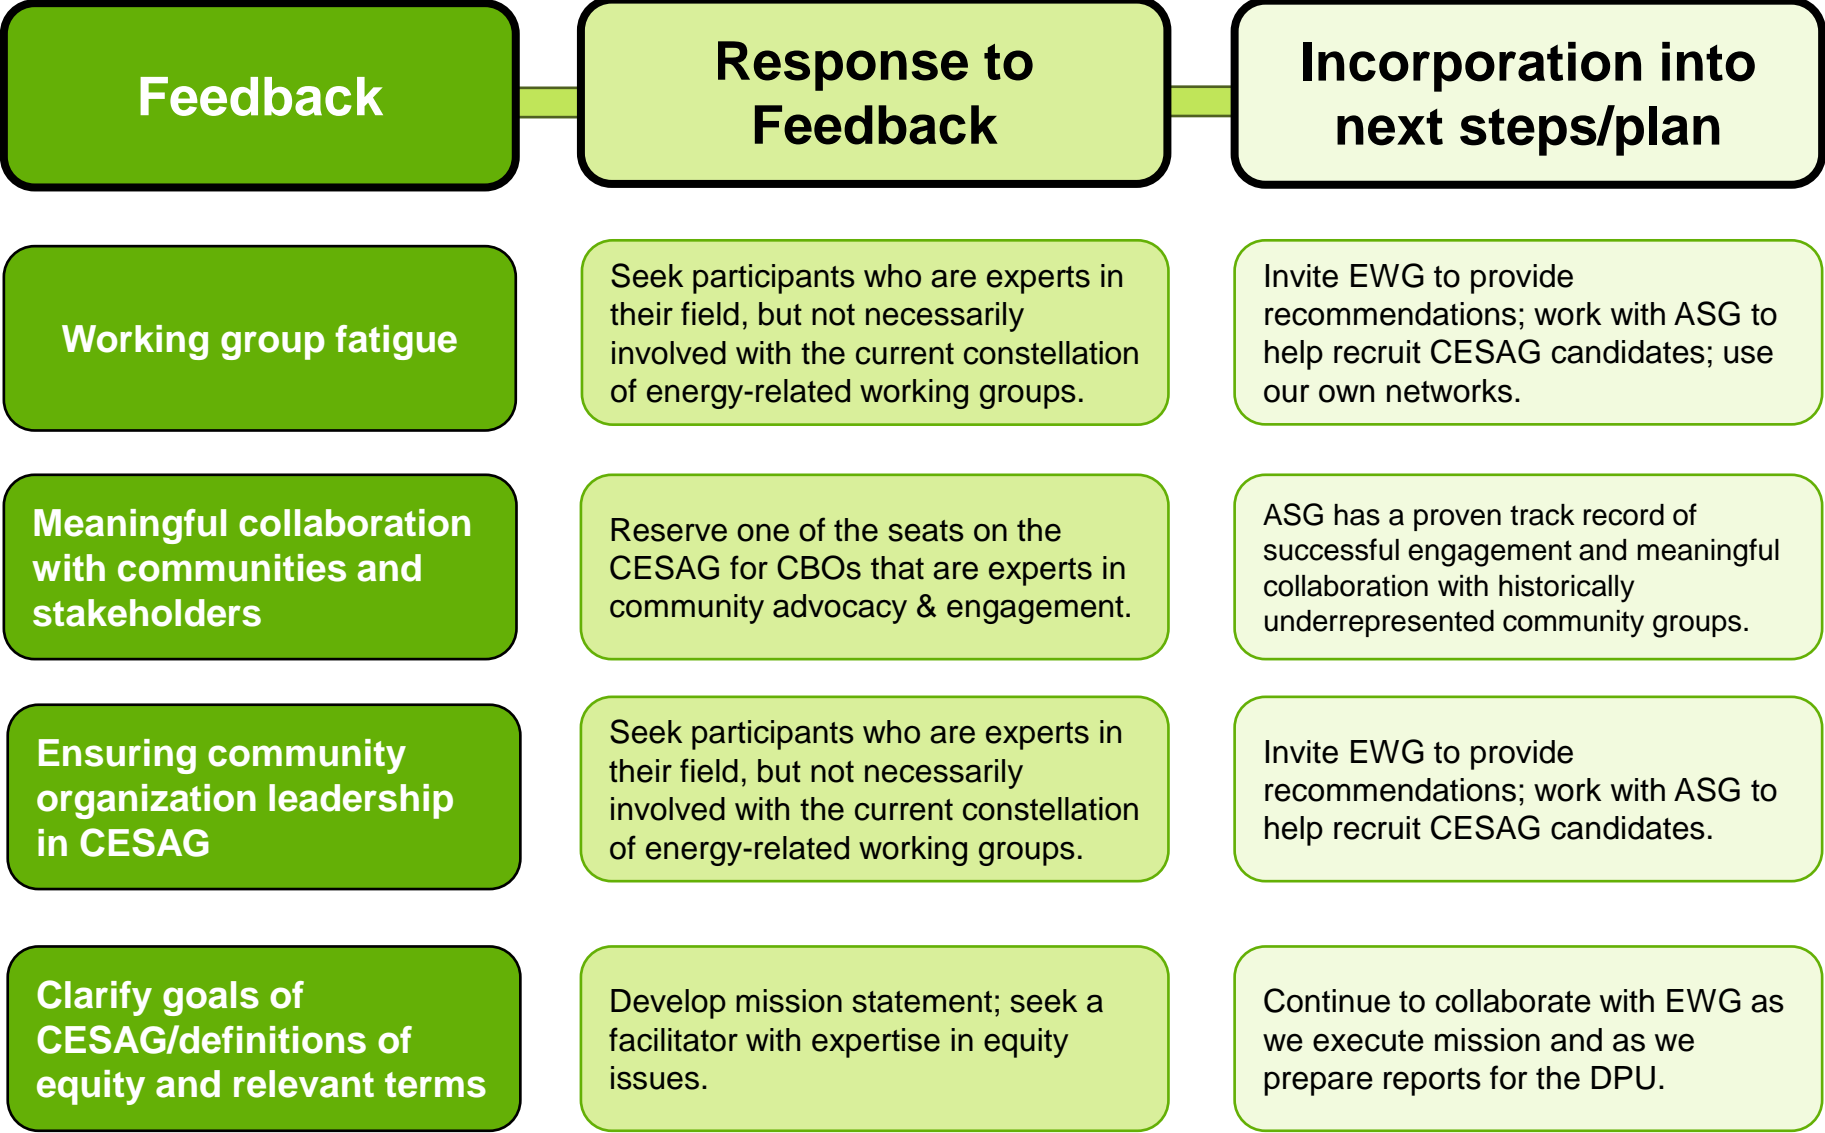 Feedback
Response to
Feedback
Incorporation into
next steps/plan
Working group fatigue
Seek participants who are experts in
their field, but not necessarily
involved with the current constellation
of energy-related working groups.
Invite EWG to provide
recommendations; work with ASG to
help recruit CESAG candidates; use
our own networks.
Meaningful collaboration
with communities and
stakeholders
Reserve one of the seats on the
CESAG for CBOs that are experts in
community advocacy & engagement.
ASG has a proven track record of
successful engagement and meaningful
collaboration with historically
underrepresented community groups.
Ensuring community
organization leadership
in CESAG
Seek participants who are experts in
their field, but not necessarily
involved with the current constellation
of energy-related working groups.
Invite EWG to provide
recommendations; work with ASG to
help recruit CESAG candidates.
Clarify goals of
CESAG/definitions of
equity and relevant terms
Develop mission statement; seek a
facilitator with expertise in equity
issues.
Continue to collaborate with EWG as
we execute mission and as we
prepare reports for the DPU.